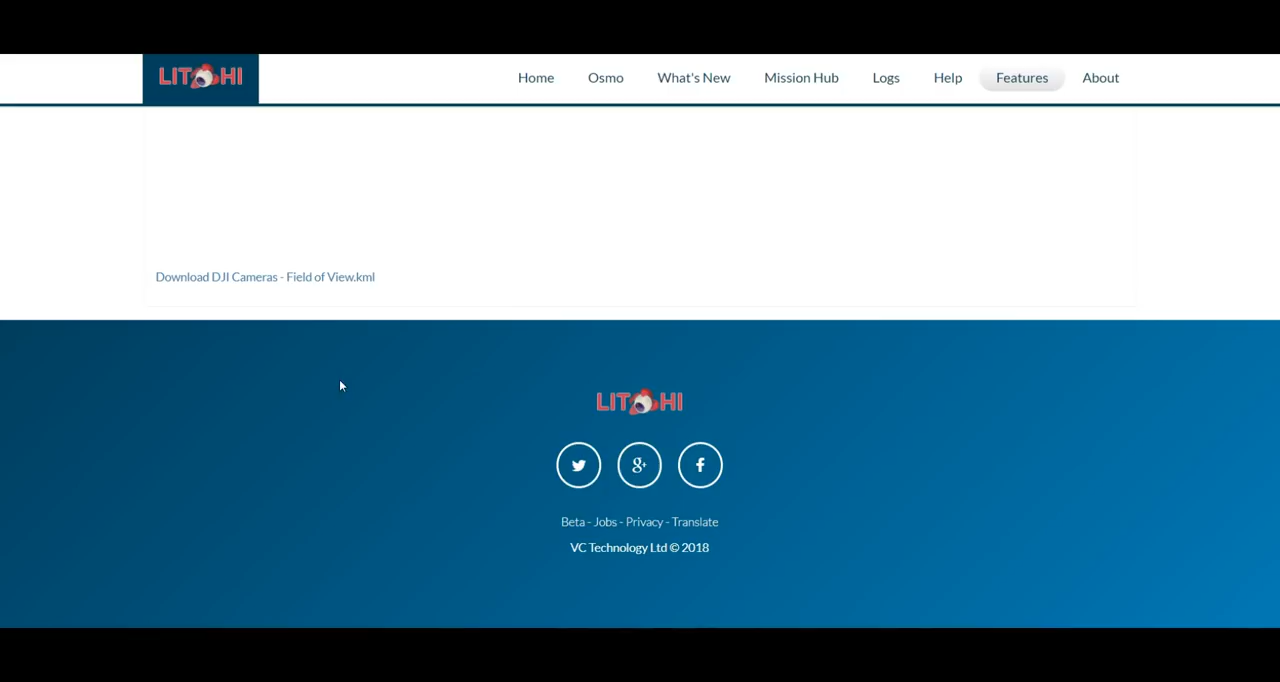 LITCHI
Home Osmo What's New Mission Hub Logs Help Features About
Download DJI Cameras - Field of View.kml
LITCHI
Beta - Jobs - Privacy - Translate
VC Technology Ltd © 2018